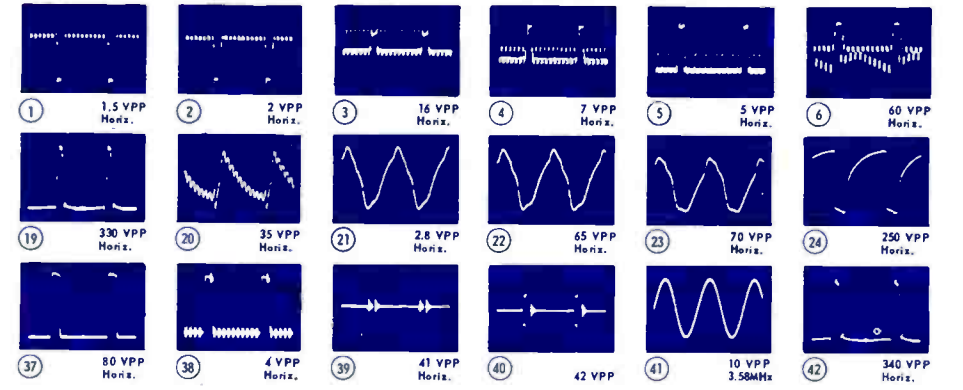 1 1.5 VPP
Horiz.
2 2 VPP
Horiz.
3 16 VPP
Horiz.
4 7 VPP
Horiz.
5 5 VPP
Horiz.
6 60 VPP
Horiz.
19 330 VPP
Horiz.
20 35 VPP
Horiz.
21 2.8 VPP
Horiz.
22 65 VPP
Horiz.
23 70 VPP
Horiz.
24 250 VPP
Horiz.
37 80 VPP
Horiz.
38 4 VPP
Horiz.
39 41 VPP
Horiz.
40 42 VPP
41 10 VPP
3.58MHz
42 340 VPP
Horiz.